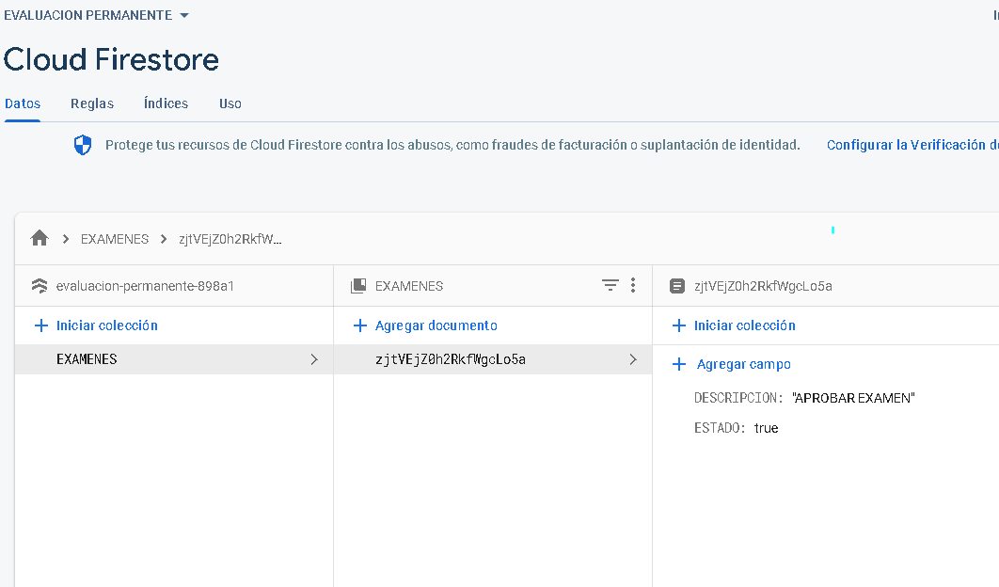 EVALUACION PERMANENTE
Cloud Firestore
Datos Reglas Índices Uso
Protege tus recursos de Cloud Firestore contra los abusos, como fraudes de facturación o suplantación de identidad. Configurar la Verificación de
EXAMENES zjtVEjZ0h2RkfW...
evaluacion-permanente-898a1 EXAMENES zjtVEjZ0h2RkfWgcLo5a
Iniciar colección Agregar documento Iniciar colección
EXAMENES zjtVEjZ0h2RkfWgcLo5a Agregar campo
DESCRIPCION: "APROBAR EXAMEN"
ESTADO: true